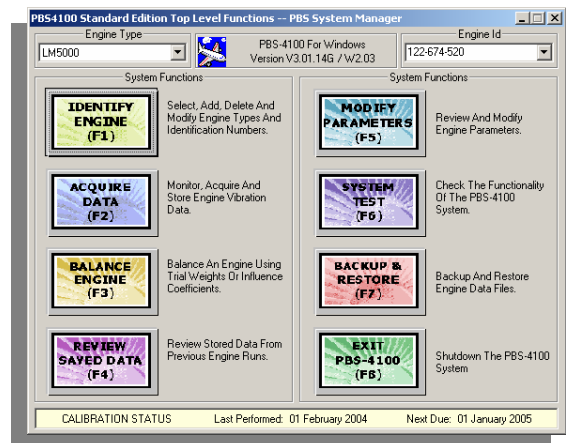 PBS4100 Standard Edition Top Level Functions -- PBS System Manager
Engine Type
LM5000
PBS-4100 For Windows
Version V3.01.14G / W2.03
Engine Id
122-674-520
System Functions
IDENTIFY
ENGINE
(F1)
Select, Add, Delete And
Modify Engine Types And
Identification Numbers.
ACQUIRE
DATA
(F2)
Monitor, Acquire And
Store Engine Vibration
Data.
BALANCE
ENGINE
(F3)
Balance An Engine Using
Trial Weights Or Influence
Coefficients.
REVIEW
SAVED DATA
(F4)
Review Stored Data From
Previous Engine Runs.
System Functions
MODIFY
PARAMETERS
(F5)
Review And Modify
Engine Parameters.
SYSTEM
TEST
(F6)
Check The Functionality
Of The PBS-4100
System.
BACKUP &
RESTORE
(F7)
Backup And Restore
Engine Data Files.
EXIT
PBS-4100
(F8)
Shutdown The PBS-4100
System
CALIBRATION STATUS Last Performed: 01 February 2004 Next Due: 01 January 2005